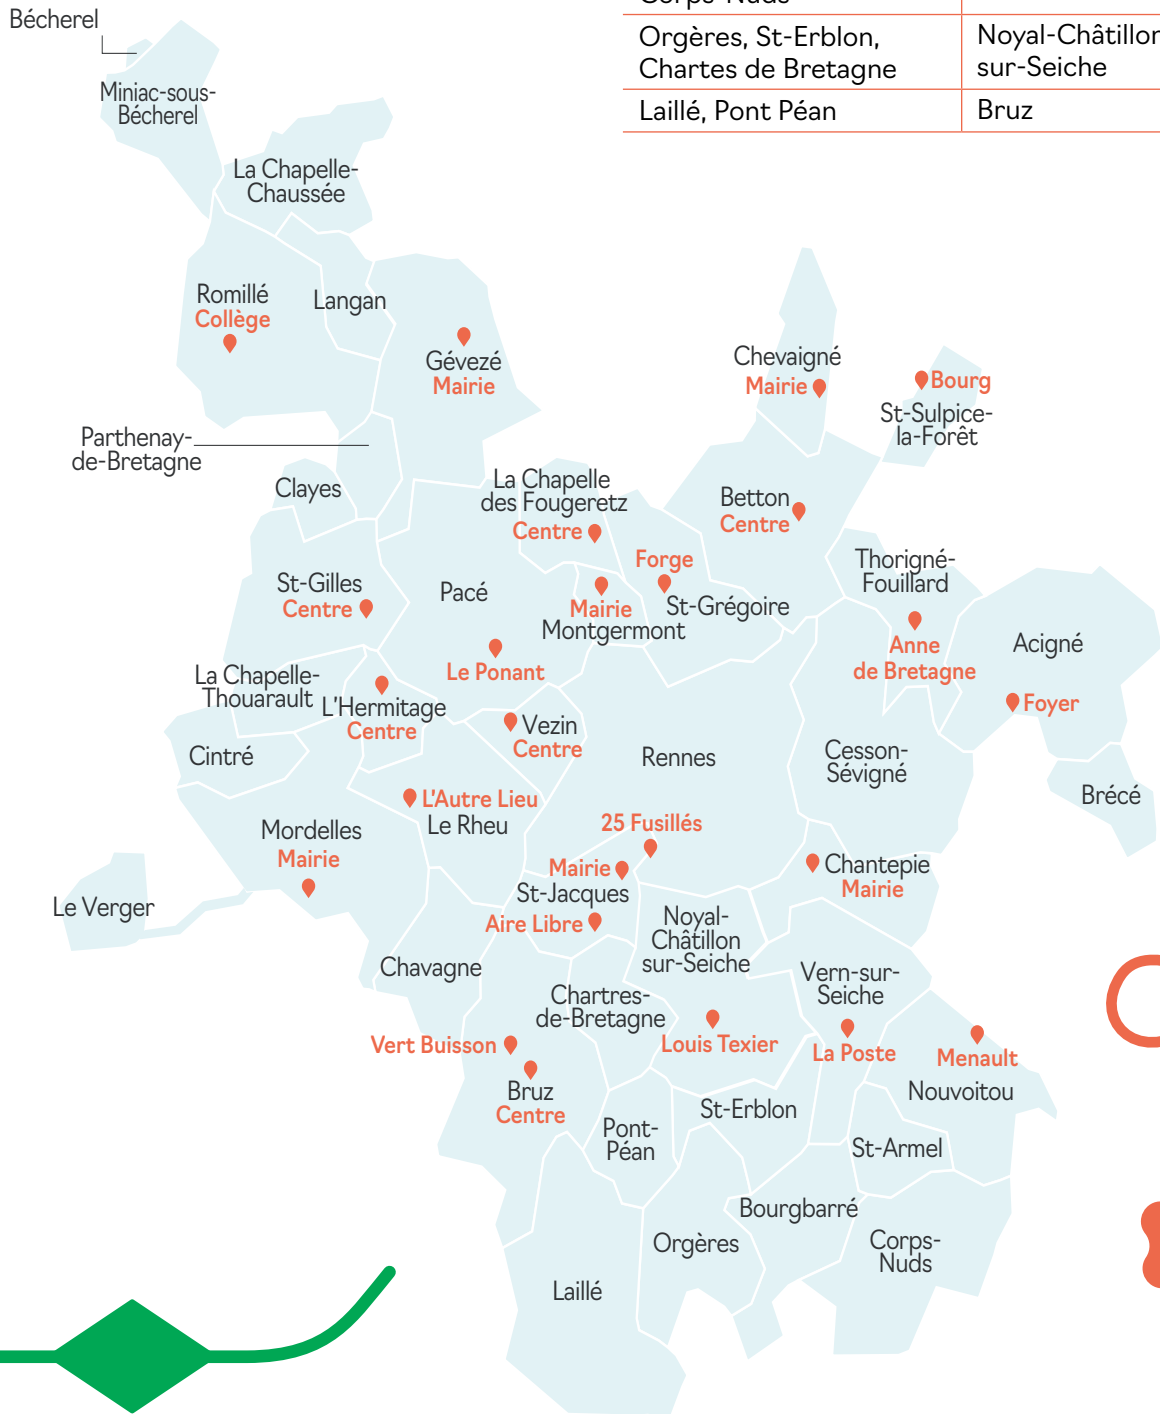 Orgères, St-Erblon,
Chartes de Bretagne
Noyal-Châtillon
sur-Seiche
Laillé, Pont Péan
Bruz
Bécherel
Miniac-sous-
Bécherel
La Chapelle-
Chaussée
Romillé
Collège
Langan
Gévezé
Mairie
Chevaigné
Mairie
Bourg
St-Sulpice-
la-Forêt
Parthenay-
de-Bretagne
Clayes
La Chapelle
des Fougeretz
Centre
Betton
Centre
Forge
St-Grégoire
Thorigné-
Fouillard
Anne
de Bretagne
St-Gilles
Centre
Pacé
Le Ponant
Mairie
Montgermont
Acigné
Foyer
La Chapelle-
Thouarault
L'Hermitage
Centre
Vezin
Centre
Cintré
Rennes
Cesson-
Sévigné
Brécé
L'Autre Lieu
Le Rheu
Mordelles
Mairie
25 Fusillés
Mairie
St-Jacques
Aire Libre
Chantepie
Mairie
Le Verger
Noyal-
Châtillon
sur-Seiche
Louis Texier
Chavagne
Vern-sur-
Seiche
La Poste
Chartres-
de-Bretagne
Vert Buisson
Bruz
Centre
Menault
Nouvoitou
St-Erblon
Pont-
Péan
St-Armel
Bourgbarré
Orgères
Corps-
Nuds
Laillé